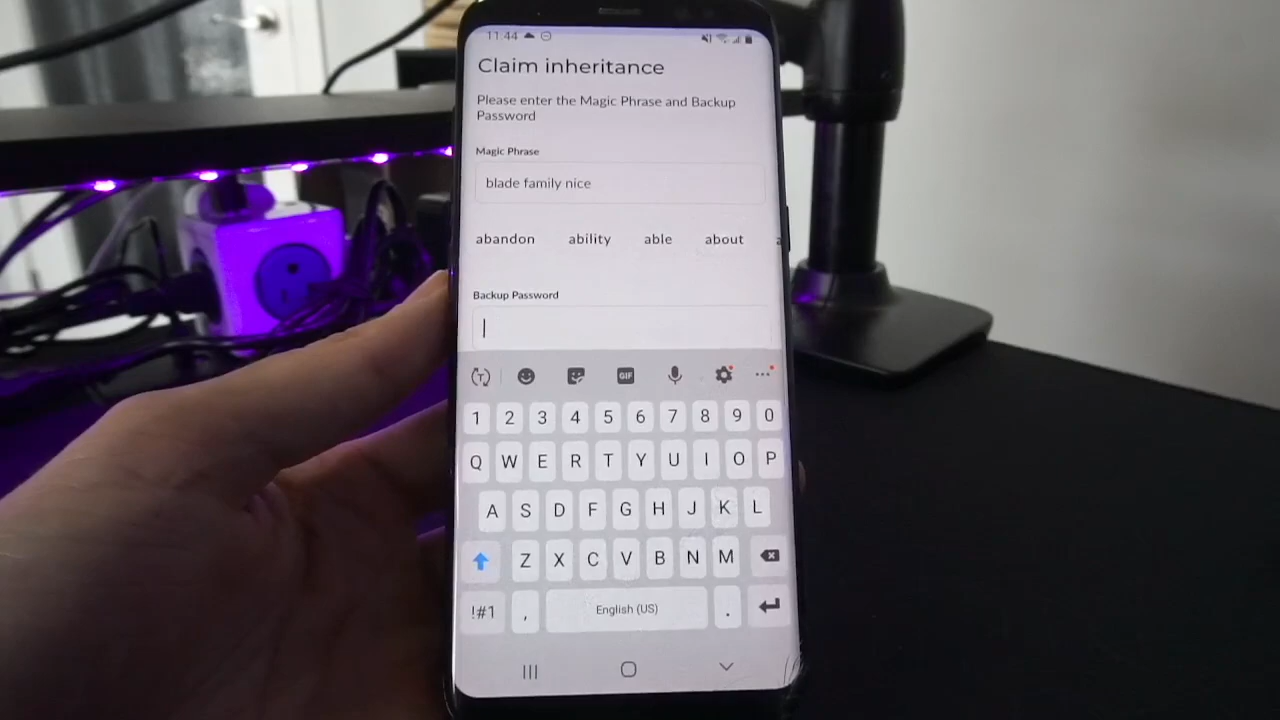 11:44
Claim inheritance
Please enter the Magic Phrase and Backup
Password
Magic Phrase
blade family nice
abandon ability able about
Backup Password
GIF
1 2 3 4 5 6 7 8 9 0
Q W E R T Y U I O P
A S D F G H J K L
Z X C V B N M
!#1 , English (US) .